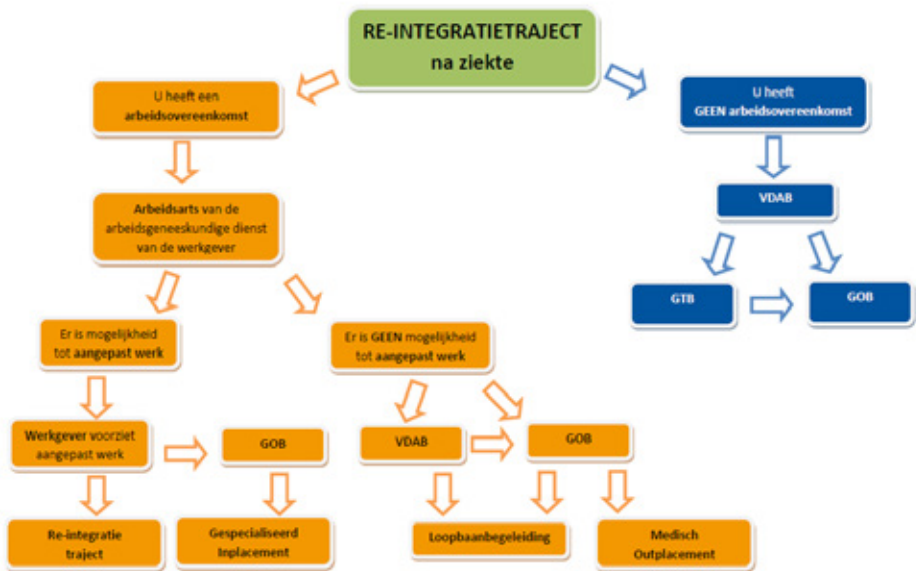 RE-INTEGRATIETRAJECT
na ziekte
U heeft een
arbeidsovereenkomst
U heeft
GEEN arbeidsovereenkomst
Arbeidsarts van de
arbeidsgeneeskundige dienst
van de werkgever
VDAB
GTB
GOB
Er is mogelijkheid
tot aangepast werk
Er is GEEN mogelijkheid
tot aangepast werk
Werkgever voorziet
aangepast werk
GOB
VDAB
GOB
Re-integratie
traject
Gespecialiseerd
Inplacement
Loopbaanbegeleiding
Medisch
Outplacement